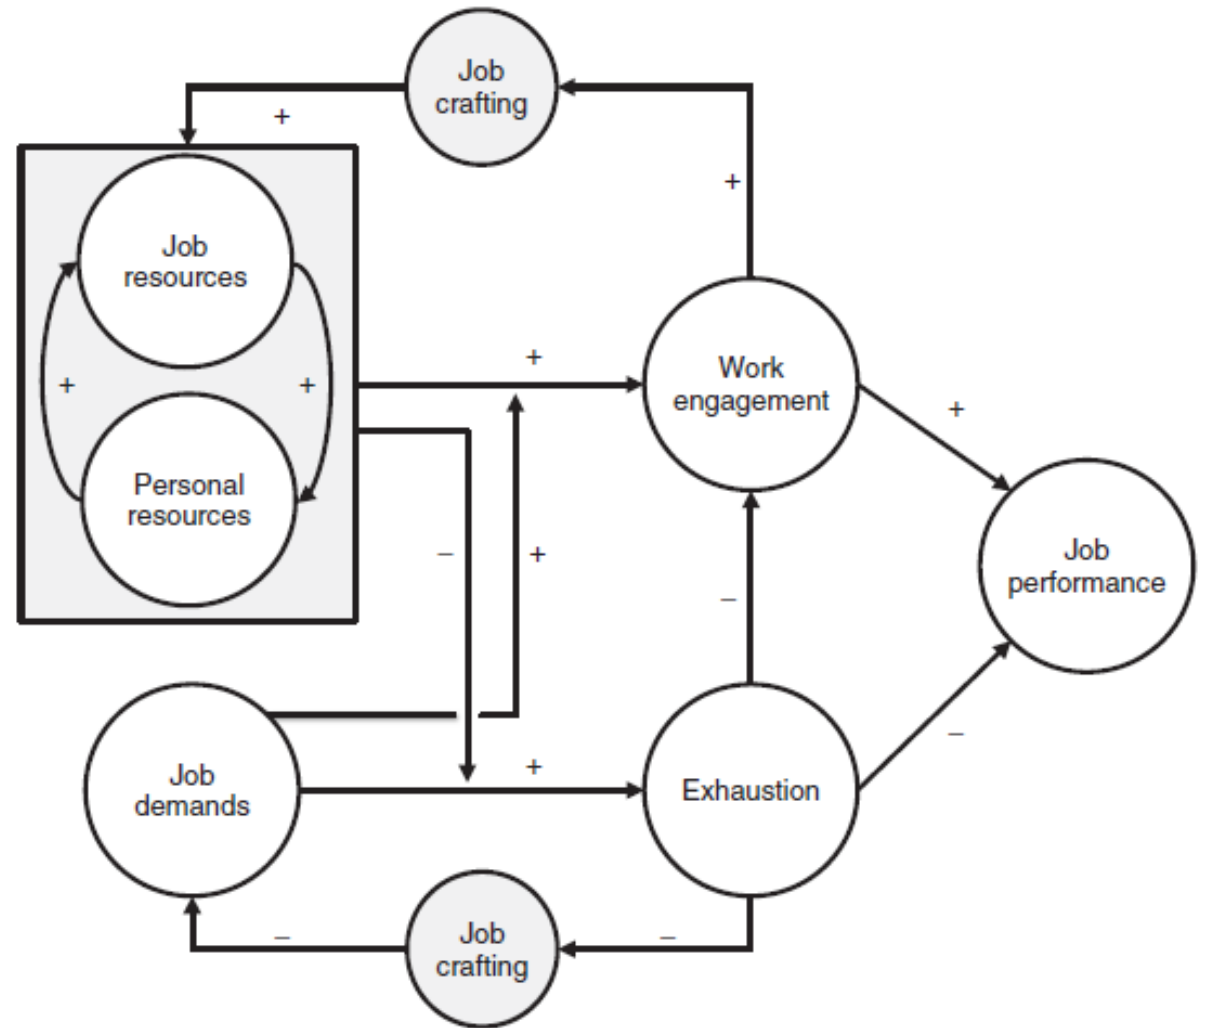 Job
crafting
+
+
Job
resources
+
+
+
Work
engagement
+
Personal
resources
−
+
Job
performance
−
−
Job
demands
+
Exhaustion
−
−
Job
crafting